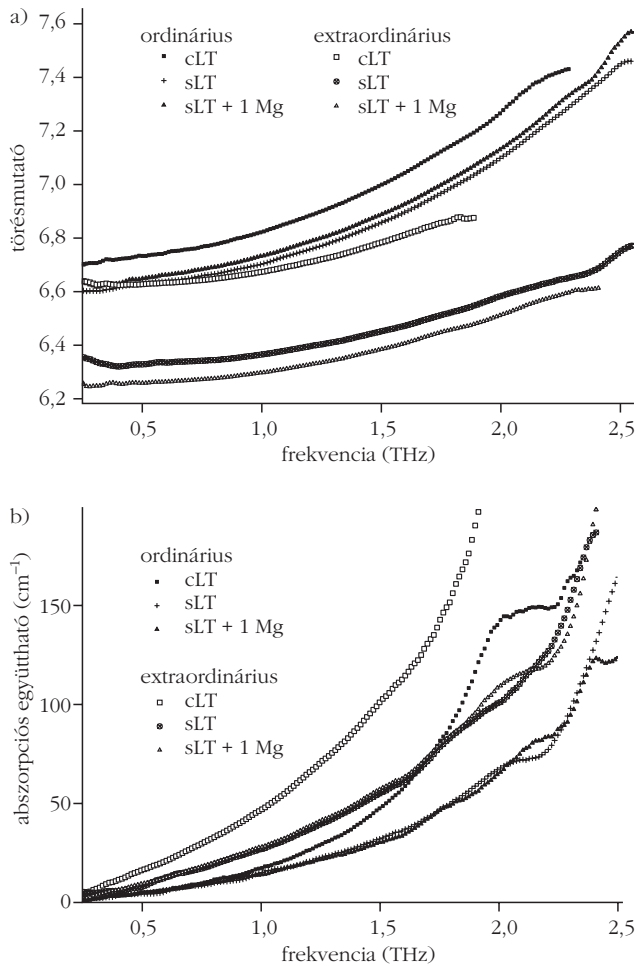 a)
7,6
7,4
7,2
7,0
6,8
6,6
6,4
6,2
törésmutató
ordinárius
cLT
sLT
sLT + 1 Mg
extraordinárius
cLT
sLT
sLT + 1 Mg
0,5 1,0 1,5 2,0 2,5
frekvencia (THz)
b)
150
100
50
0
abszorpciós együttható (cm⁻¹)
ordinárius
cLT
sLT
sLT + 1 Mg
extraordinárius
cLT
sLT
sLT + 1 Mg
0,5 1,0 1,5 2,0 2,5
frekvencia (THz)